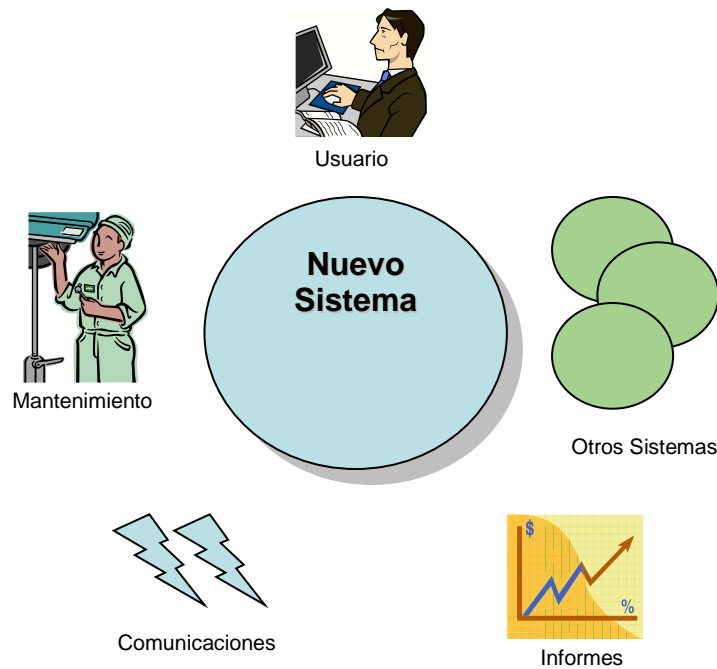 Usuario
Nuevo
Sistema
Mantenimiento
Otros Sistemas
Comunicaciones
$
%
Informes